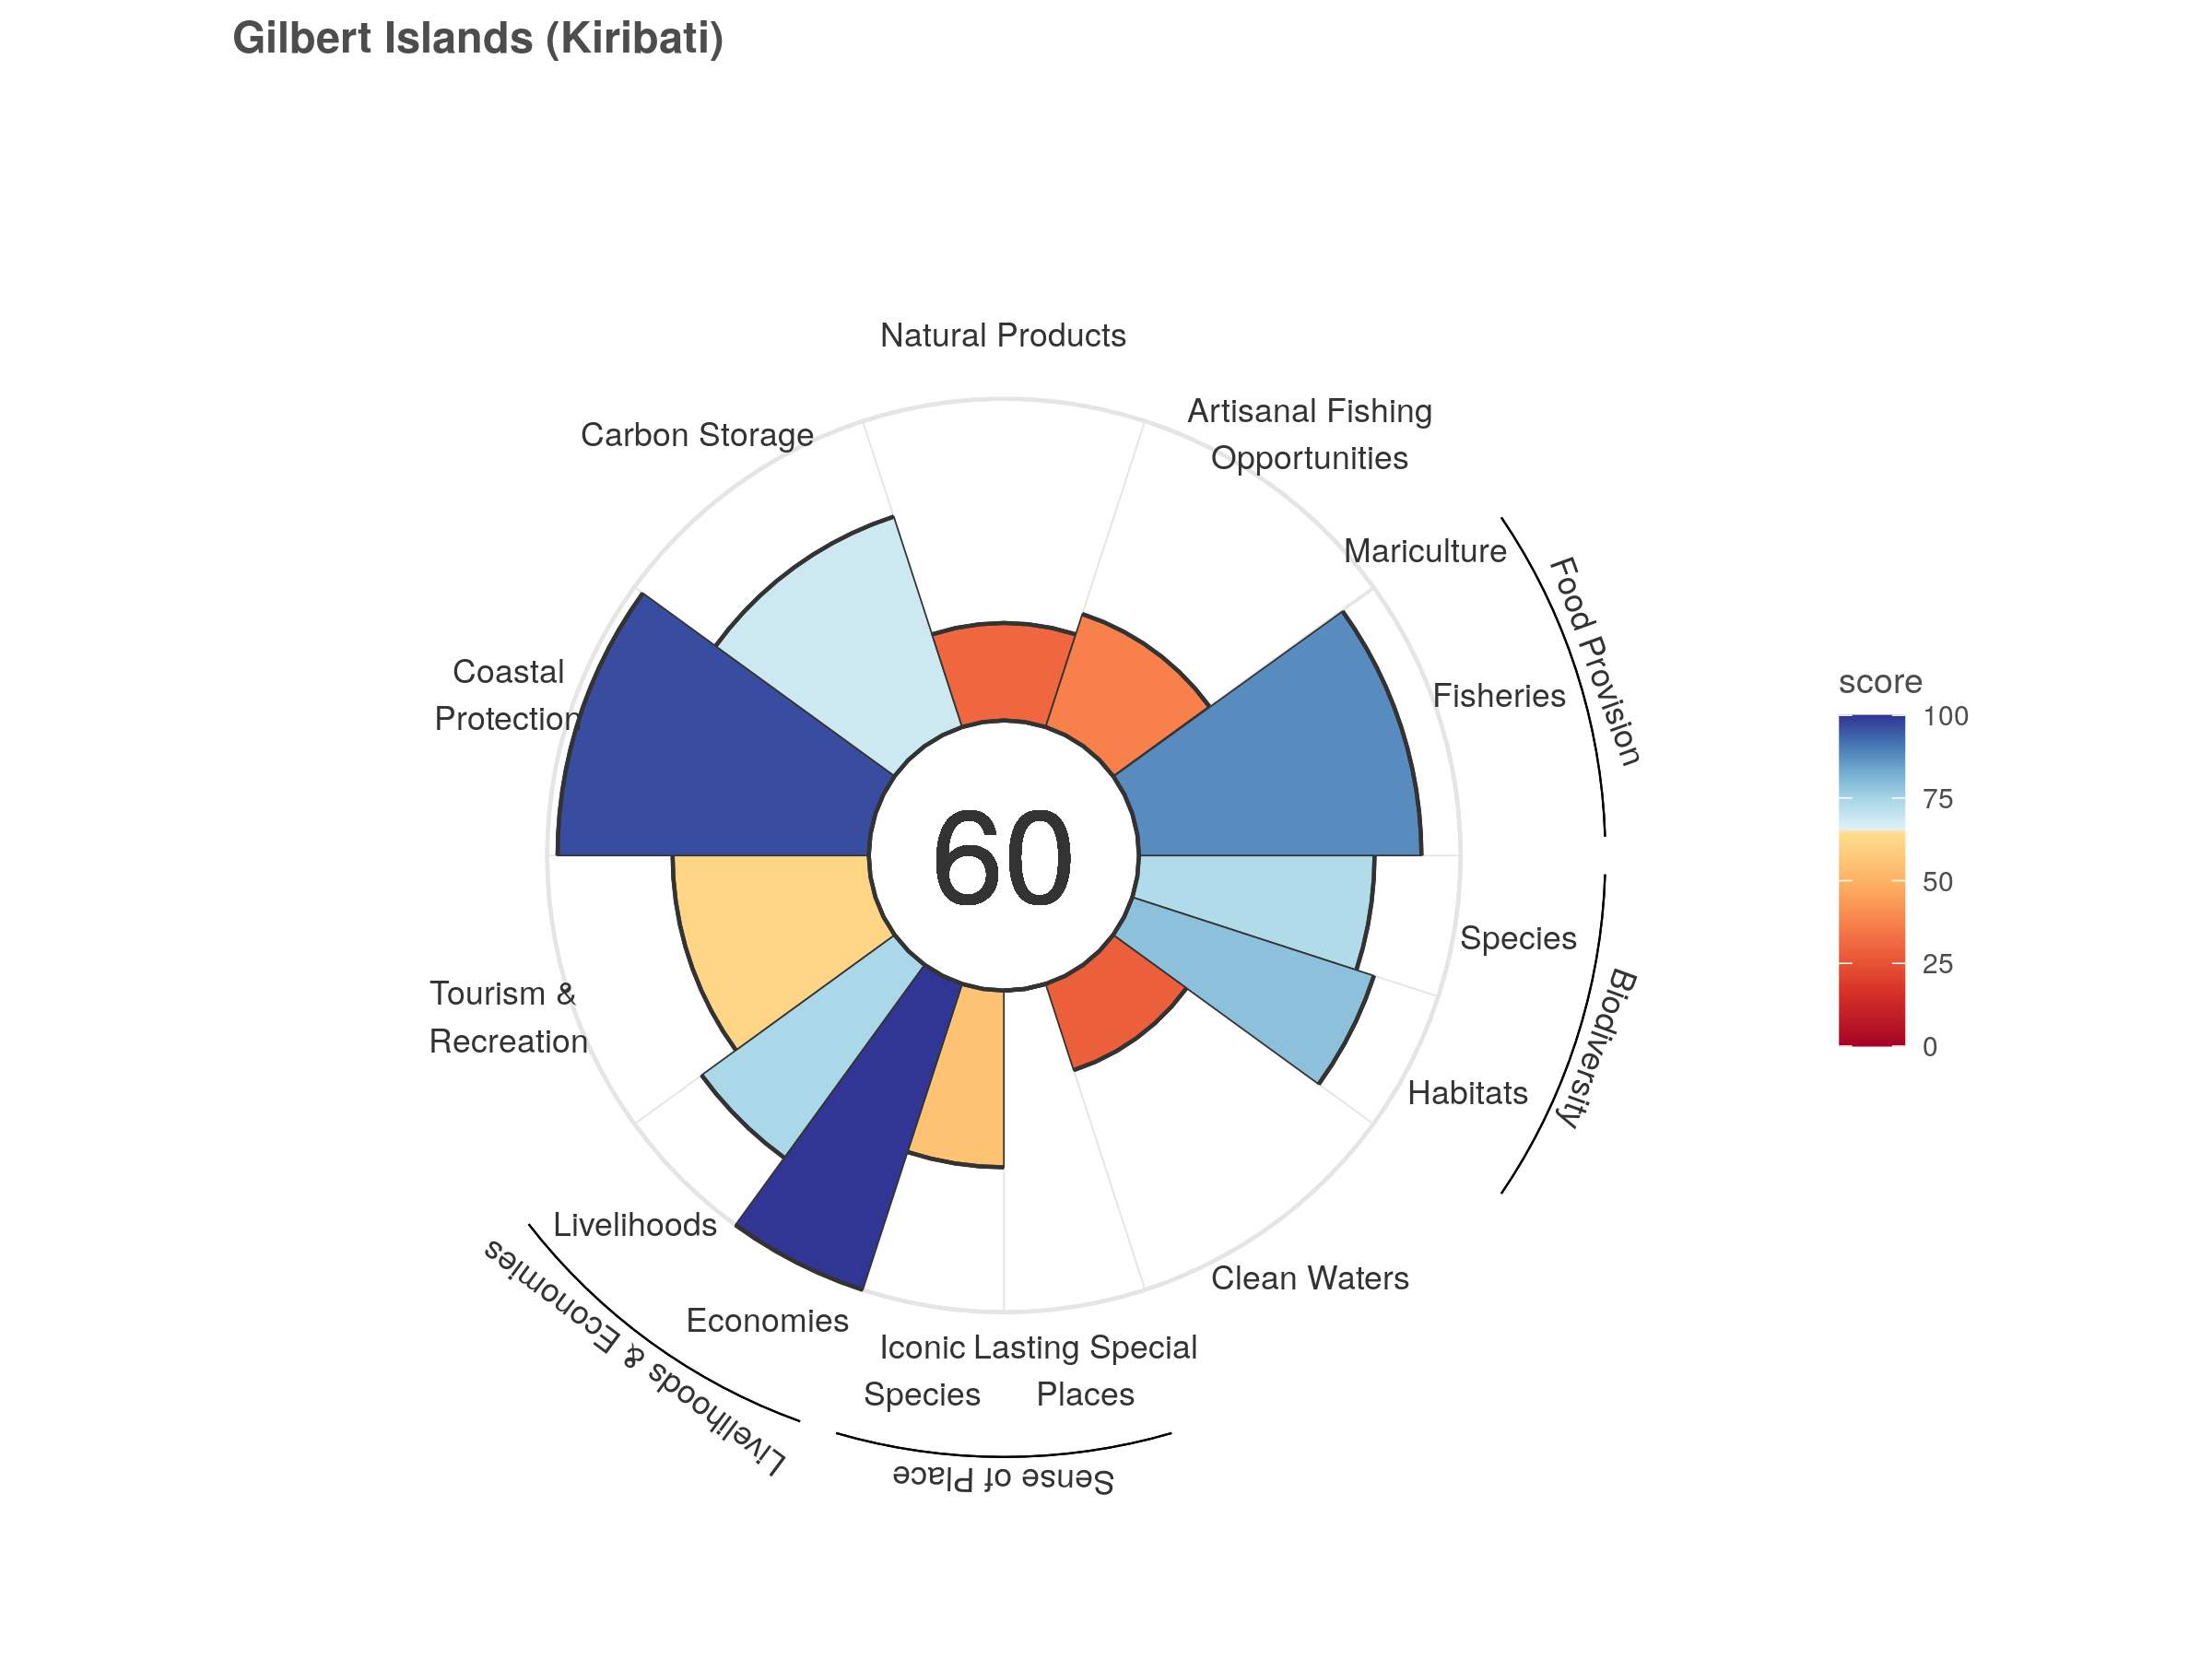 Gilbert Islands (Kiribati)
Natural Products
Artisanal Fishing
Opportunities
Carbon Storage
Mariculture
Food Provision
Coastal
Protection
Fisheries
60
Species
Biodiversity
Tourism &
Recreation
Habitats
Livelihoods
Livelihoods & Economies
Economies
Clean Waters
Iconic
Species
Lasting Special
Places
Sense of Place
score
100
75
50
25
0